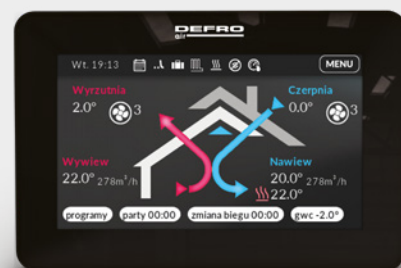 DEFRO
air
Wt. 19:13
MENU
Wyrzutnia
2.0°
3
Czerpnia
0.0°
3
Wywiew
22.0° 278m³/h
Nawiew
20.0° 278m³/h
22.0°
programy
party 00:00
zmiana biegu 00:00
gwc -2.0°